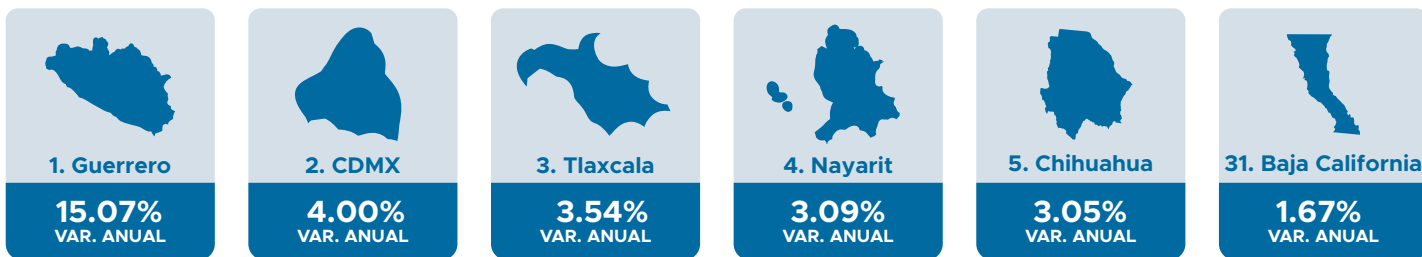 1. Guerrero
15.07%
VAR. ANUAL
2. CDMX
4.00%
VAR. ANUAL
3. Tlaxcala
3.54%
VAR. ANUAL
4. Nayarit
3.09%
VAR. ANUAL
5. Chihuahua
3.05%
VAR. ANUAL
31. Baja California
1.67%
VAR. ANUAL